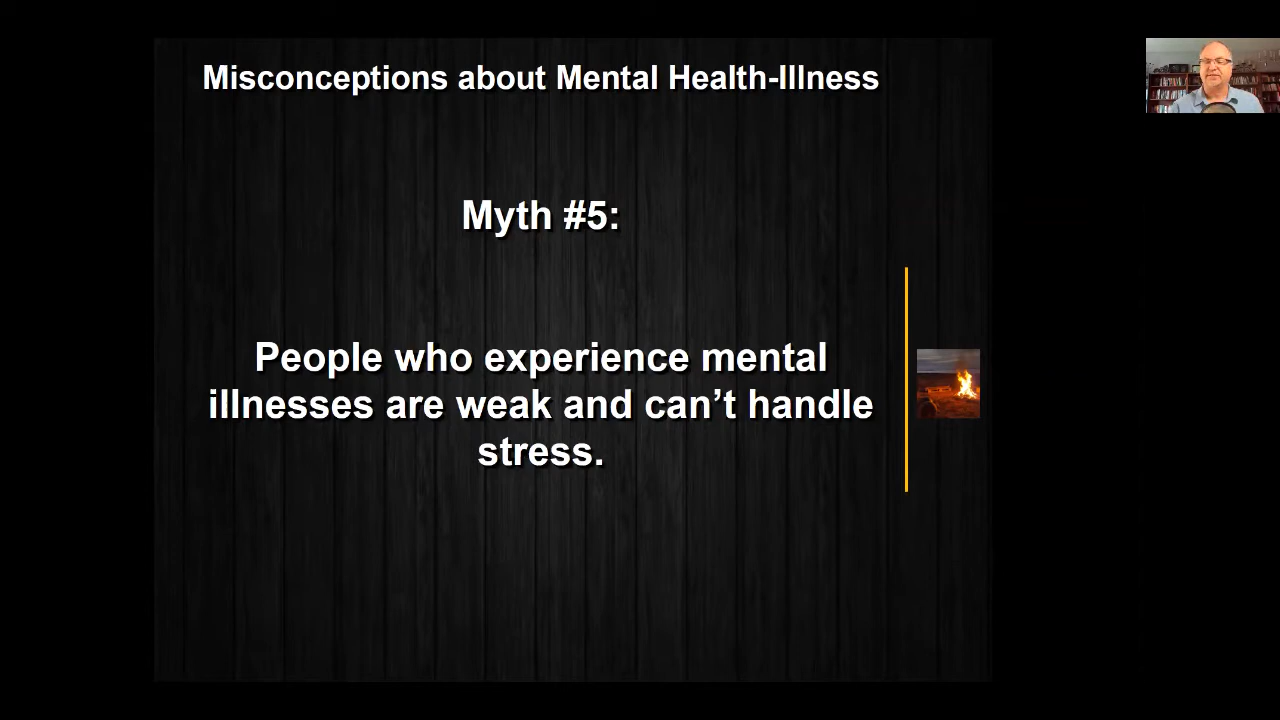 Misconceptions about Mental Health-Illness
Myth #5:
People who experience mental
illnesses are weak and can’t handle
stress.